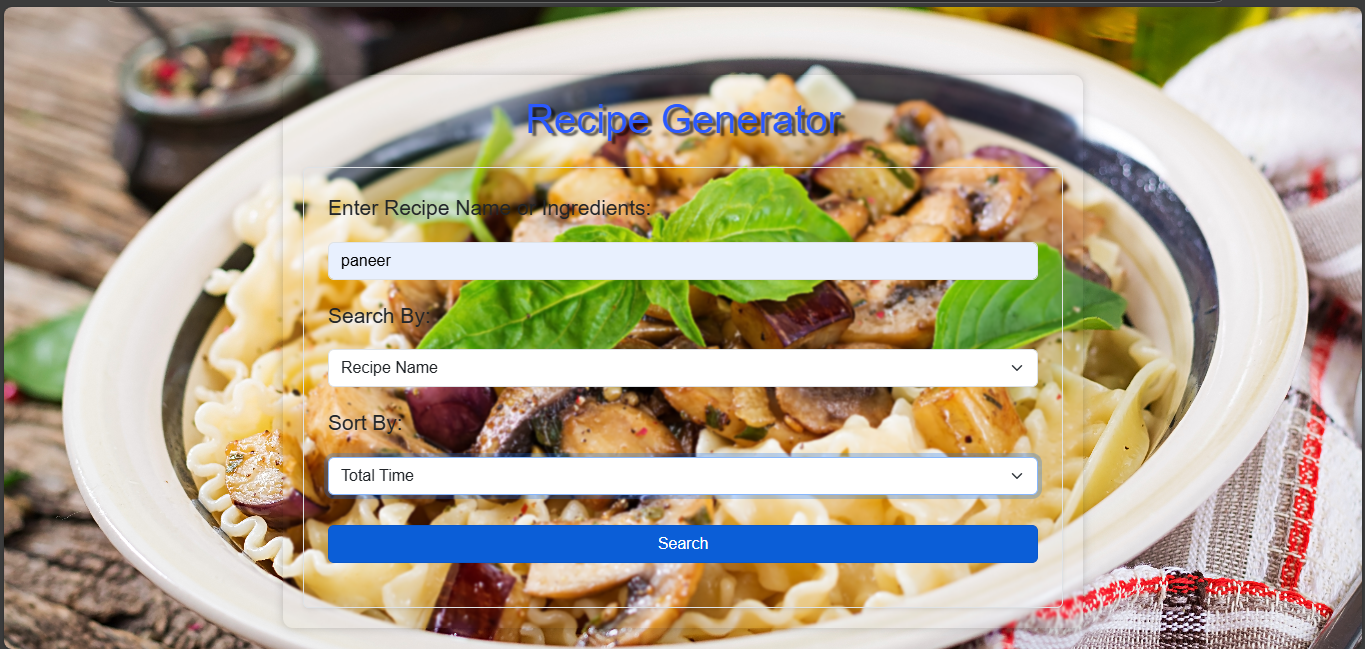 Recipe Generator
Enter Recipe Name or Ingredients:
paneer
Search By:
Recipe Name
Sort By:
Total Time
Search